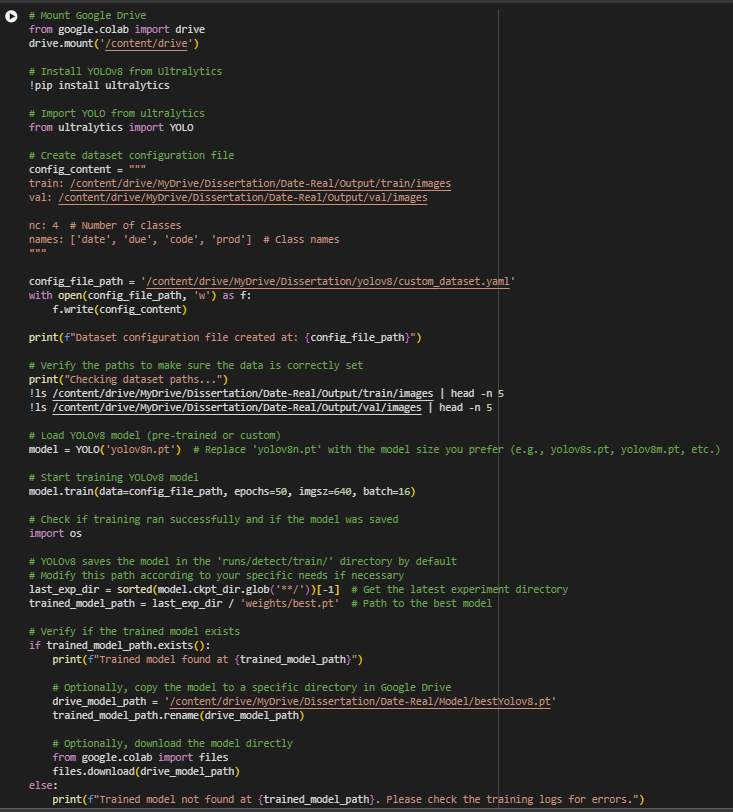 # Mount Google Drive
from google.colab import drive
drive.mount('/content/drive')
# Install YOLOv8 from Ultralytics
!pip install ultralytics
# Import YOLO from ultralytics
from ultralytics import YOLO
# Create dataset configuration file
config_content = """
train: /content/drive/MyDrive/Dissertation/Date-Real/Output/train/images
val: /content/drive/MyDrive/Dissertation/Date-Real/Output/val/images
nc: 4  # Number of classes
names: ['date', 'due', 'code', 'prod']  # Class names
"""
config_file_path = '/content/drive/MyDrive/Dissertation/yolov8/custom_dataset.yaml'
with open(config_file_path, 'w') as f:
    f.write(config_content)
print(f"Dataset configuration file created at: {config_file_path}")
# Verify the paths to make sure the data is correctly set
print("Checking dataset paths...")
!ls /content/drive/MyDrive/Dissertation/Date-Real/Output/train/images | head -n 5
!ls /content/drive/MyDrive/Dissertation/Date-Real/Output/val/images | head -n 5
# Load YOLOv8 model (pre-trained or custom)
model = YOLO('yolov8n.pt')  # Replace 'yolov8n.pt' with the model size you prefer (e.g., yolov8s.pt, yolov8m.pt, etc.)
# Start training YOLOv8 model
model.train(data=config_file_path, epochs=50, imgsz=640, batch=16)
# Check if training ran successfully and if the model was saved
import os
# YOLOv8 saves the model in the 'runs/detect/train/' directory by default
# Modify this path according to your specific needs if necessary
last_exp_dir = sorted(model.ckpt_dir.glob('**/'))[-1]  # Get the latest experiment directory
trained_model_path = last_exp_dir / 'weights/best.pt'  # Path to the best model
# Verify if the trained model exists
if trained_model_path.exists():
    print(f"Trained model found at {trained_model_path}")
    # Optionally, copy the model to a specific directory in Google Drive
    drive_model_path = '/content/drive/MyDrive/Dissertation/Date-Real/Model/bestYolov8.pt'
    trained_model_path.rename(drive_model_path)
    # Optionally, download the model directly
    from google.colab import files
    files.download(drive_model_path)
else:
    print(f"Trained model not found at {trained_model_path}. Please check the training logs for errors.")